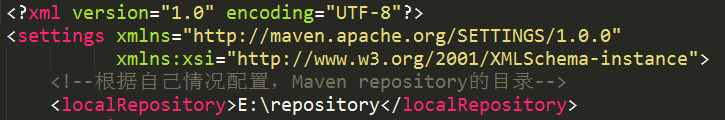 <?xml version="1.0" encoding="UTF-8"?>
<settings xmlns="http://maven.apache.org/SETTINGS/1.0.0"
xmlns:xsi="http://www.w3.org/2001/XMLSchema-instance">
<!--根据自己情况配置，Maven repository的目录-->
<localRepository>E:\repository</localRepository>